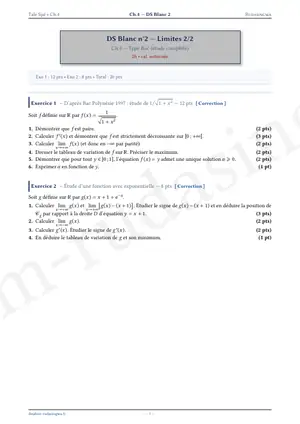 Tale Spé • Ch.4 Ch.4 — DS Blanc 2
DS Blanc n°2 — Limites 2/2
Ch.4 — Type Bac (étude complète)
2h • cal. autorisée
Exo 1 : 12 pts • Exo 2 : 8 pts • Total : 20 pts
Exercice 1 — D'après Bac Polynésie 1997 : étude de 1/√1 + x² — 12 pts [ Correction ]
Soit f définie sur ℝ par f(x) = 1/√1 + x².
1. Démontrer que f est paire. (2 pts)
2. Calculer f'(x) et démontrer que f est strictement décroissante sur [0 ; +∞[. (3 pts)
3. Calculer lim f(x) (et donc en −∞ par parité). (2 pts)
4. Dresser le tableau de variation de f sur ℝ. Préciser le maximum. (2 pts)
5. Démontrer que pour tout y ∈ ]0 ; 1[, l'équation f(x) = y admet une unique solution α ⩾ 0. (2 pts)
6. Exprimer α en fonction de y. (1 pt)
Exercice 2 — Étude d'une fonction avec exponentielle — 8 pts [ Correction ]
Soit g définie sur ℝ par g(x) = x + 1 + e⁻ˣ.
1. Calculer lim g(x) et lim [g(x) − (x + 1)]. Étudier le signe de g(x) − (x + 1) et en déduire la position de
par rapport à la droite D d'équation y = x + 1. (3 pts)
2. Calculer lim g(x). (2 pts)
3. Calculer g'(x). Étudier le signe de g'(x). (2 pts)
4. En déduire le tableau de variation de g et son minimum. (1 pt)
— 1 —